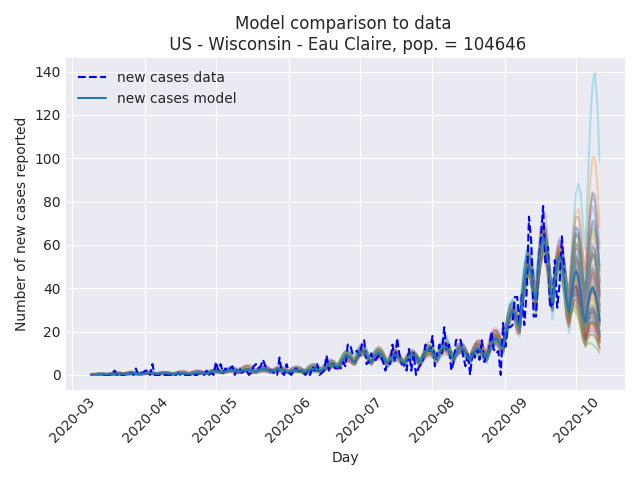 Model comparison to data
US - Wisconsin - Eau Claire, pop. = 104646
new cases data
new cases model
Number of new cases reported
140
120
100
80
60
40
20
0
2020-03
2020-04
2020-05
2020-06
2020-07
2020-08
2020-09
2020-10
Day